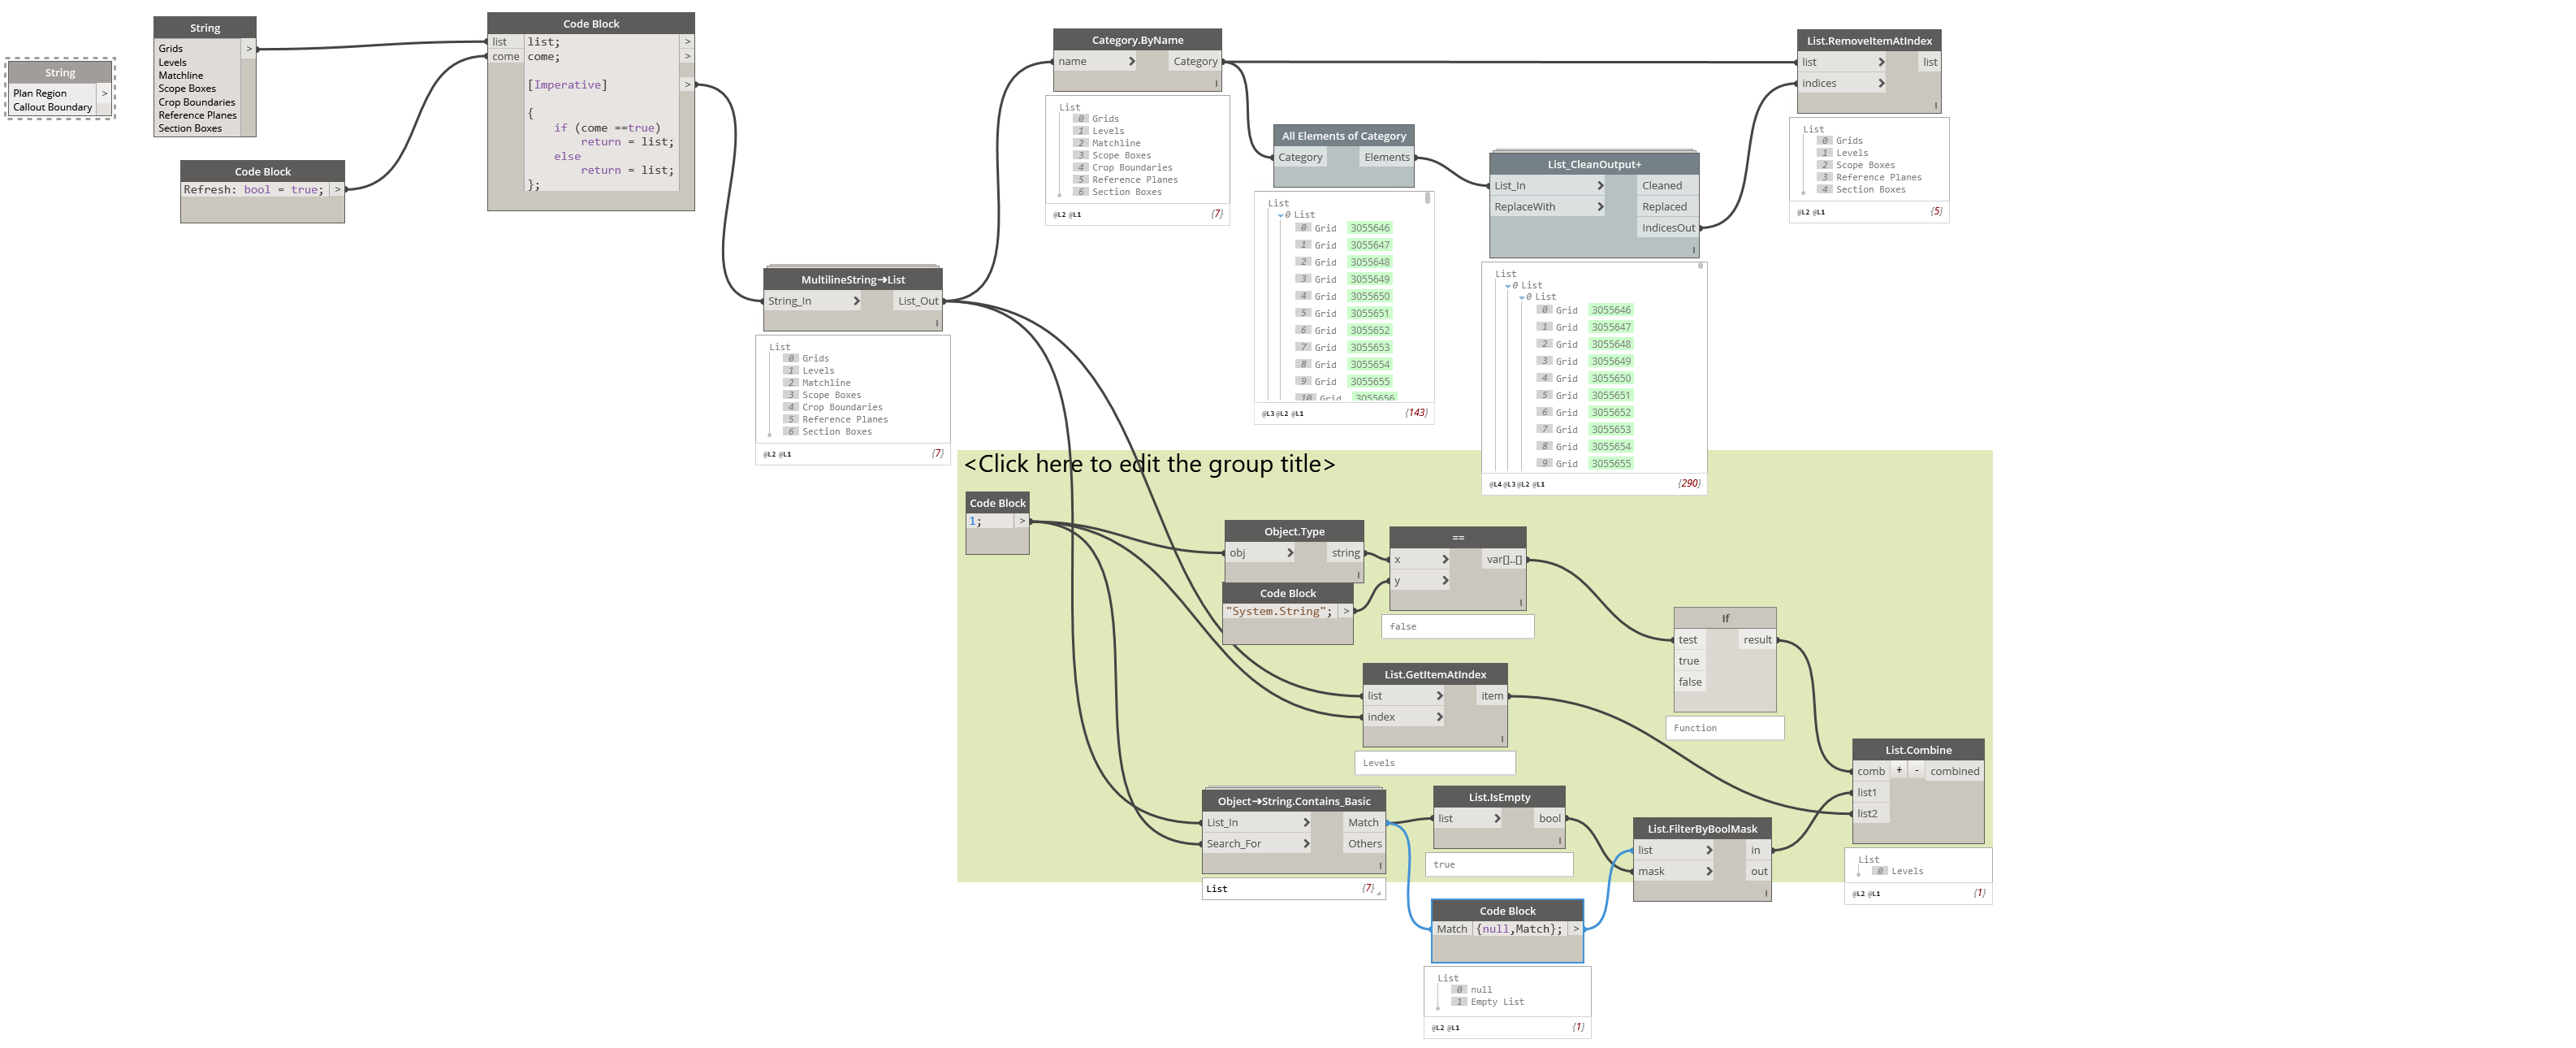 String
Plan Region >
Callout Boundary
String
Grids >
Levels
Matchline
Scope Boxes
Crop Boundaries
Reference Planes
Section Boxes
Code Block
Refresh: bool = true; >
Code Block
list list; >
come come; >
[Imperative] >
{
if (come ==true)
return = list;
else
return = list;
};
MultilineString➔List
String_In > List_Out
l
List
0 Grids
1 Levels
2 Matchline
3 Scope Boxes
4 Crop Boundaries
5 Reference Planes
6 Section Boxes
@L2 @L1 {7}
Category.ByName
name > Category
l
List
0 Grids
1 Levels
2 Matchline
3 Scope Boxes
4 Crop Boundaries
5 Reference Planes
6 Section Boxes
@L2 @L1 {7}
All Elements of Category
Category Elements
List
0 List
0 Grid 3055646
1 Grid 3055647
2 Grid 3055648
3 Grid 3055649
4 Grid 3055650
5 Grid 3055651
6 Grid 3055652
7 Grid 3055653
8 Grid 3055654
9 Grid 3055655
10 Grid 3055656
@L3 @L2 @L1 {143}
List_CleanOutput+
List_In > Cleaned
ReplaceWith > Replaced
IndicesOut
l
List
0 List
0 List
0 Grid 3055646
1 Grid 3055647
2 Grid 3055648
3 Grid 3055649
4 Grid 3055650
5 Grid 3055651
6 Grid 3055652
7 Grid 3055653
8 Grid 3055654
9 Grid 3055655
@L4 @L3 @L2 @L1 {290}
List.RemoveItemAtIndex
list > list
indices >
l
List
0 Grids
1 Levels
2 Scope Boxes
3 Reference Planes
4 Section Boxes
@L2 @L1 {5}
<Click here to edit the group title>
Code Block
1; >
Object.Type
obj > string
l
Code Block
"System.String"; >
==
x > var[]..[]
y >
l
false
List.GetItemAtIndex
list > item
index >
l
Levels
If
test result
true
false
Function
Object➔String.Contains_Basic
List_In > Match
Search_For > Others
l
List {7}
List.IsEmpty
list > bool
l
true
Code Block
Match {null,Match}; >
List
0 null
1 Empty List
@L2 @L1 {1}
List.FilterByBoolMask
list > in
mask > out
l
List.Combine
comb + - combined
list1
list2
List
0 Levels
@L2 @L1 {1}